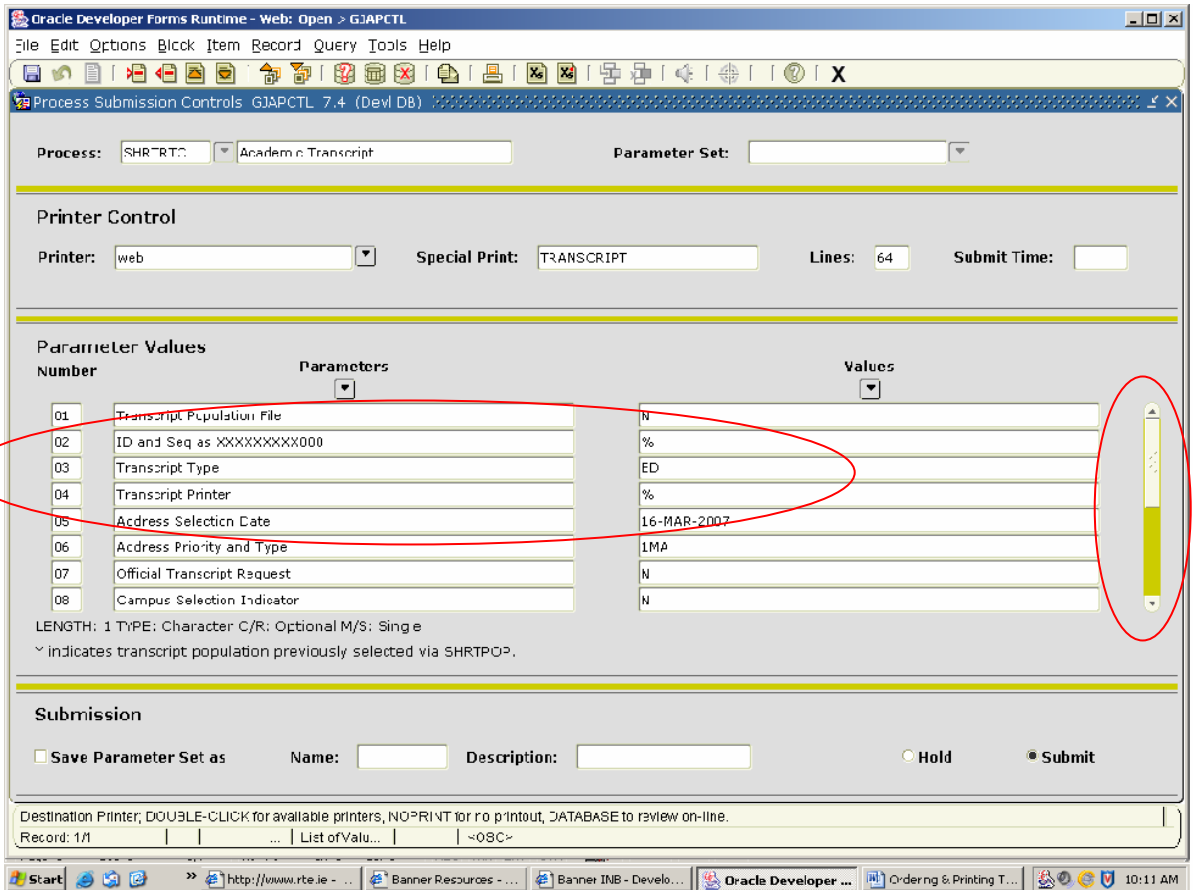 Oracle Developer Forms Runtime - Web: Open > GJAPCTL
File Edit Options Block Item Record Query Tools Help
Process Submission Controls GJAPCTL 7.4 (Devl DB)
Process: SHRTRTC Academic Transcript Parameter Set:
Printer Control
Printer: web Special Print: TRANSCRIPT Lines: 64 Submit Time:
Parameter Values
Number Parameters Values
01 Transcript Population File N
02 ID and Seq as XXXXXXXXX000 %
03 Transcript Type ED
04 Transcript Printer %
05 Address Selection Date 16-MAR-2007
06 Address Priority and Type 1MA
07 Official Transcript Request N
08 Campus Selection Indicator N
LENGTH: 1 TYPE: Character O/R: Optional M/S: Single
Y indicates transcript population previously selected via SHRTPOP.
Submission
Save Parameter Set as Name: Description: Hold Submit
Destination Printer; DOUBLE-CLICK for available printers, NOPRINT for no printout, DATABASE to review on-line.
Record: 1/1 ... List of Valu... <OSC>
Start » http://www.rte.ie - ... Banner Resources - ... Banner INB - Develo... Oracle Developer ... Ordering & Printing T... 10:11 AM